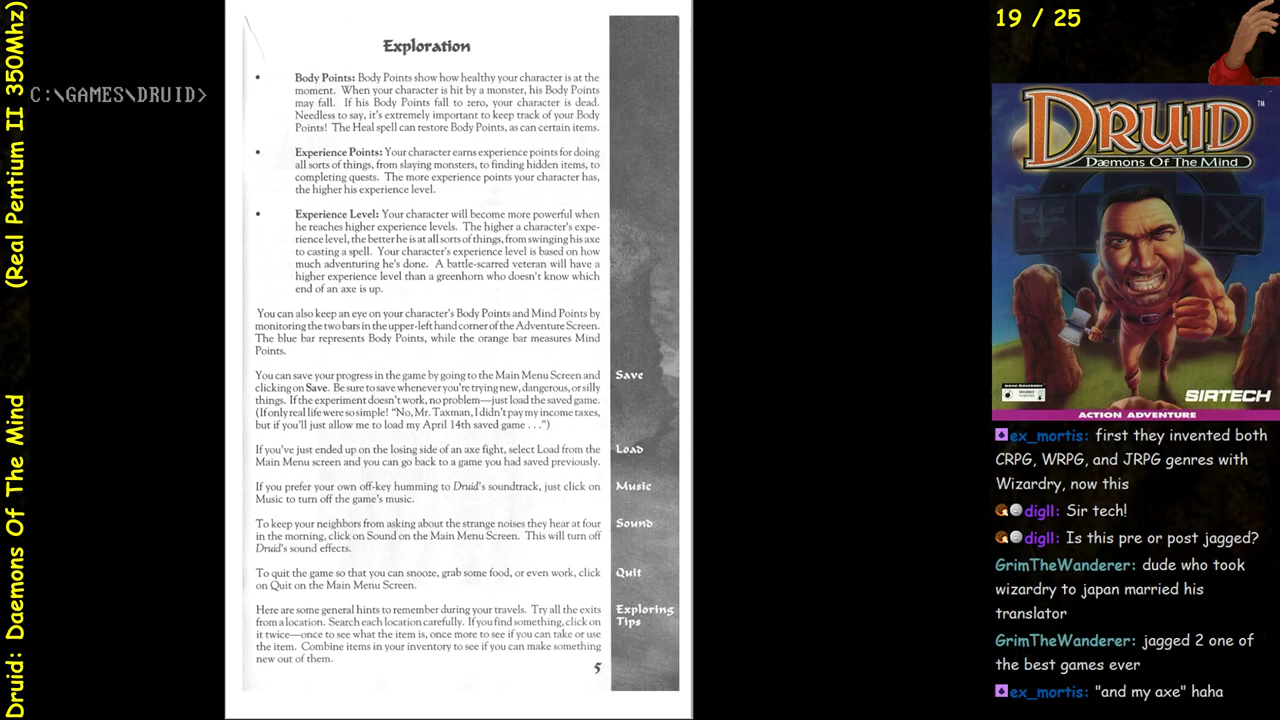 Druid: Daemons Of The Mind (Real Pentium II 350Mhz)
C:\GAMES\DRUID>
Exploration
• Body Points: Body Points show how healthy your character is at the
moment. When your character is hit by a monster, his Body Points
may fall. If his Body Points fall to zero, your character is dead.
Needless to say, it's extremely important to keep track of your Body
Points! The Heal spell can restore Body Points, as can certain items.
• Experience Points: Your character earns experience points for doing
all sorts of things, from slaying monsters, to finding hidden items, to
completing quests. The more experience points your character has,
the higher his experience level.
• Experience Level: Your character will become more powerful when
he reaches higher experience levels. The higher a character's expe-
rience level, the better he is at all sorts of things, from swinging his axe
to casting a spell. Your character's experience level is based on how
much adventuring he's done. A battle-scarred veteran will have a
higher experience level than a greenhorn who doesn't know which
end of an axe is up.
You can also keep an eye on your character's Body Points and Mind Points by
monitoring the two bars in the upper-left hand corner of the Adventure Screen.
The blue bar represents Body Points, while the orange bar measures Mind
Points.
You can save your progress in the game by going to the Main Menu Screen and
clicking on Save. Be sure to save whenever you're trying new, dangerous, or silly
things. If the experiment doesn't work, no problem—just load the saved game.
(If only real life were so simple! "No, Mr. Taxman, I didn't pay my income taxes,
but if you'll just allow me to load my April 14th saved game . . .")
Save
If you've just ended up on the losing side of an axe fight, select Load from the
Main Menu screen and you can go back to a game you had saved previously.
Load
If you prefer your own off-key humming to Druid's soundtrack, just click on
Music to turn off the game's music.
Music
To keep your neighbors from asking about the strange noises they hear at four
in the morning, click on Sound on the Main Menu Screen. This will turn off
Druid's sound effects.
Sound
To quit the game so that you can snooze, grab some food, or even work, click
on Quit on the Main Menu Screen.
Quit
Here are some general hints to remember during your travels. Try all the exits
from a location. Search each location carefully. If you find something, click on
it twice—once to see what the item is, once more to see if you can take or use
the item. Combine items in your inventory to see if you can make something
new out of them.
Exploring
Tips
5
19 / 25
DRUID™
Dæmons Of The Mind
SIRTECH
ACTION ADVENTURE
ex_mortis: first they invented both
CRPG, WRPG, and JRPG genres with
Wizardry, now this
digll: Sir tech!
digll: Is this pre or post jagged?
GrimTheWanderer: dude who took
wizardry to japan married his
translator
GrimTheWanderer: jagged 2 one of
the best games ever
ex_mortis: "and my axe" haha